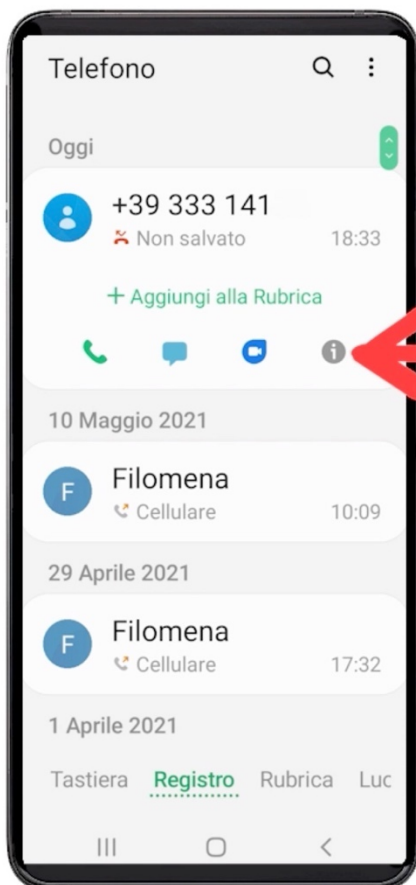 Telefono
Oggi
+39 333 141
Non salvato 18:33
+ Aggiungi alla Rubrica
10 Maggio 2021
F Filomena
Cellulare 10:09
29 Aprile 2021
F Filomena
Cellulare 17:32
1 Aprile 2021
Tastiera Registro Rubrica Luc